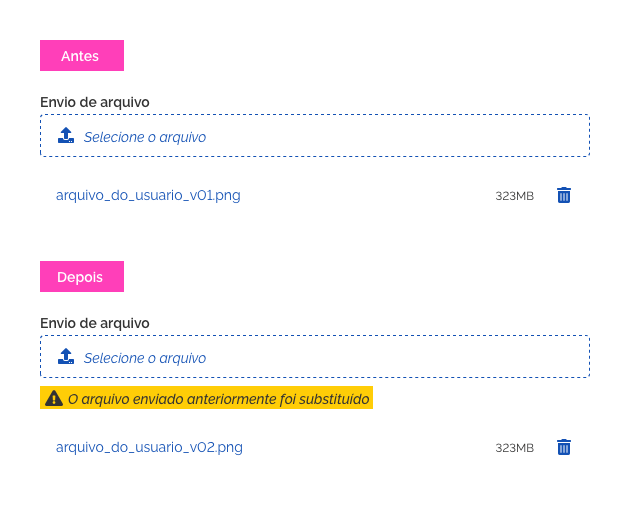 Antes
Envio de arquivo
Selecione o arquivo
arquivo_do_usuario_v01.png 323MB
Depois
Envio de arquivo
Selecione o arquivo
O arquivo enviado anteriormente foi substituído
arquivo_do_usuario_v02.png 323MB